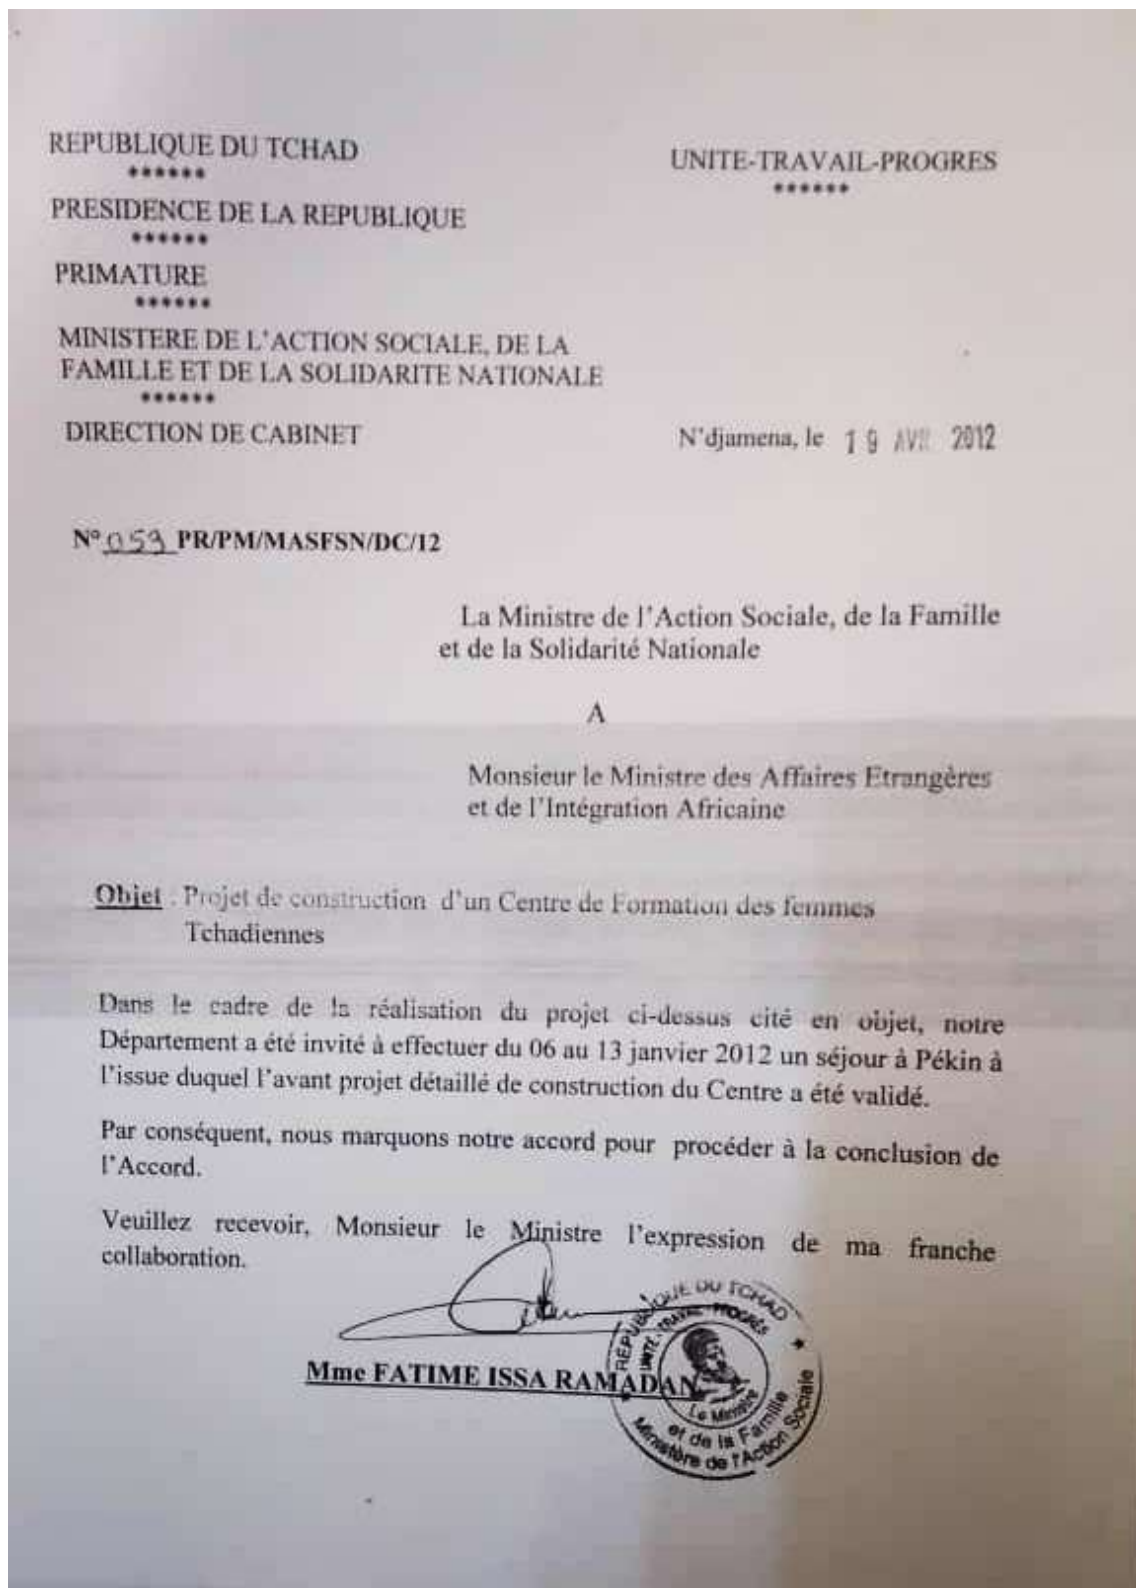 REPUBLIQUE DU TCHAD
******
UNITE-TRAVAIL-PROGRES
******
PRESIDENCE DE LA REPUBLIQUE
******
PRIMATURE
******
MINISTERE DE L'ACTION SOCIALE, DE LA
FAMILLE ET DE LA SOLIDARITE NATIONALE
******
DIRECTION DE CABINET
N'djamena, le 19 AVR 2012
N° 059 PR/PM/MASFSN/DC/12
La Ministre de l'Action Sociale, de la Famille
et de la Solidarité Nationale
A
Monsieur le Ministre des Affaires Etrangères
et de l'Intégration Africaine
Objet : Projet de construction d'un Centre de Formation des femmes
Tchadiennes
Dans le cadre de la réalisation du projet ci-dessus cité en objet, notre
Département a été invité à effectuer du 06 au 13 janvier 2012 un séjour à Pékin à
l'issue duquel l'avant projet détaillé de construction du Centre a été validé.
Par conséquent, nous marquons notre accord pour procéder à la conclusion de
l'Accord.
Veuillez recevoir, Monsieur le Ministre l'expression de ma franche
collaboration.
Mme FATIME ISSA RAMADAN
RÉPUBLIQUE DU TCHAD
UNITÉ - TRAVAIL - PROGRÈS
Le Ministre
et de la Famille
Ministère de l'Action Sociale